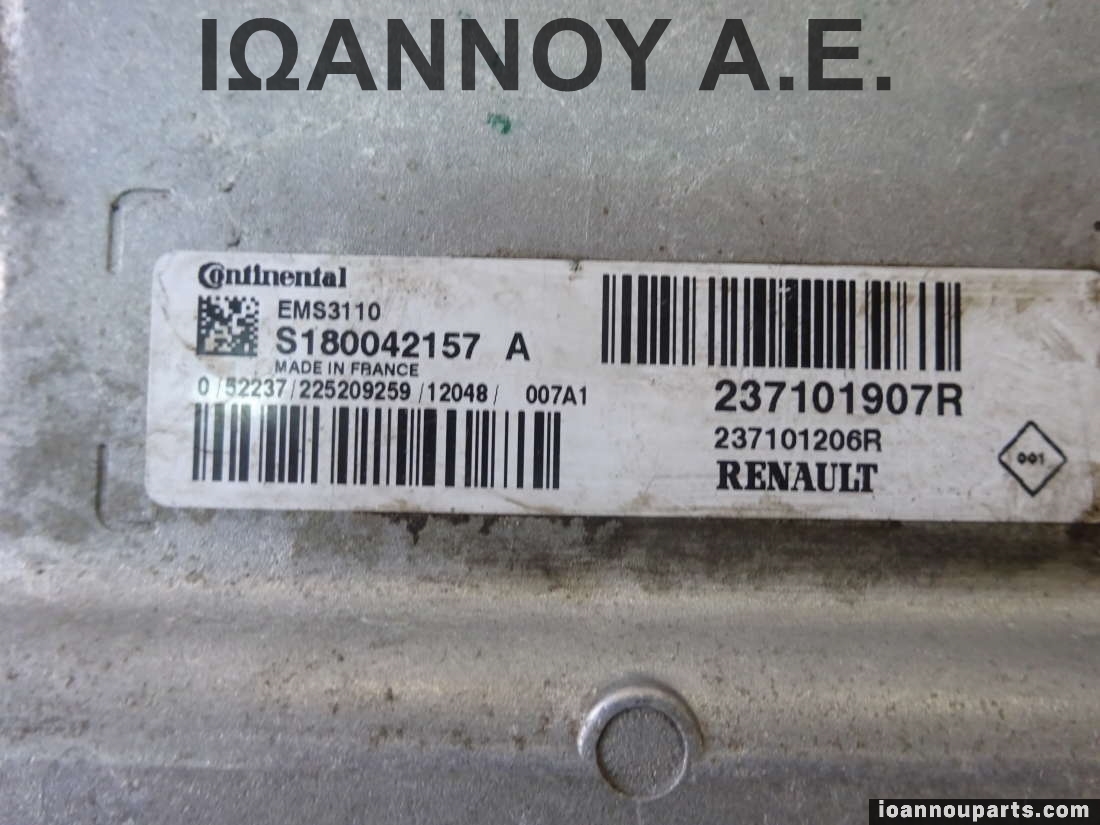 ΙΩΑΝΝΟΥ Α.Ε.
Continental
EMS3110
S180042157 A
MADE IN FRANCE
0 / 52237 / 225209259 / 12048 / 007A1
237101907R
237101206R
RENAULT
001
ioannouparts.com